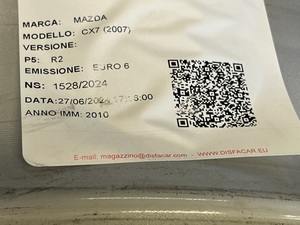 MARCA: MAZDA
MODELLO: CX7 (2007)
VERSIONE:
P5: R2
EMISSIONE: EURO 6
NS: 1528/2024
DATA:27/06/2024
ANNO IMM: 2010
E-mail: magazzino@disfacar.com - WWW.DISFACAR.EU